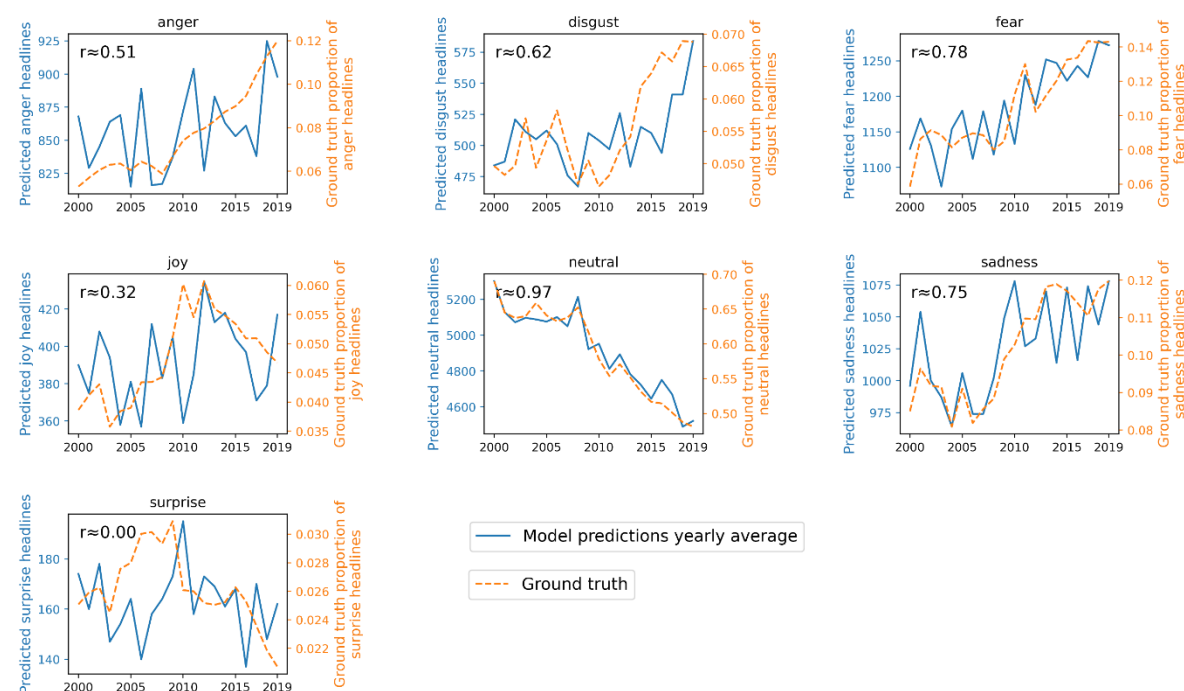 anger
r≈0.51
Predicted anger headlines
925
900
875
850
825
2000 2005 2010 2015 2019
0.12
0.10
0.08
0.06
Ground truth proportion of
anger headlines
disgust
r≈0.62
Predicted disgust headlines
575
550
525
500
475
2000 2005 2010 2015 2019
0.070
0.065
0.060
0.055
0.050
Ground truth proportion of
disgust headlines
fear
r≈0.78
Predicted fear headlines
1250
1200
1150
1100
2000 2005 2010 2015 2019
0.14
0.12
0.10
0.08
0.06
Ground truth proportion of
fear headlines
joy
r≈0.32
Predicted joy headlines
420
400
380
360
2000 2005 2010 2015 2019
0.060
0.055
0.050
0.045
0.040
0.035
Ground truth proportion of
joy headlines
neutral
r≈0.97
Predicted neutral headlines
5200
5000
4800
4600
2000 2005 2010 2015 2019
0.70
0.65
0.60
0.55
0.50
Ground truth proportion of
neutral headlines
sadness
r≈0.75
Predicted sadness headlines
1075
1050
1025
1000
975
2000 2005 2010 2015 2019
0.12
0.11
0.10
0.09
0.08
Ground truth proportion of
sadness headlines
surprise
r≈0.00
Predicted surprise headlines
180
160
140
2000 2005 2010 2015 2019
0.030
0.028
0.026
0.024
0.022
Ground truth proportion of
surprise headlines
Model predictions yearly average
Ground truth